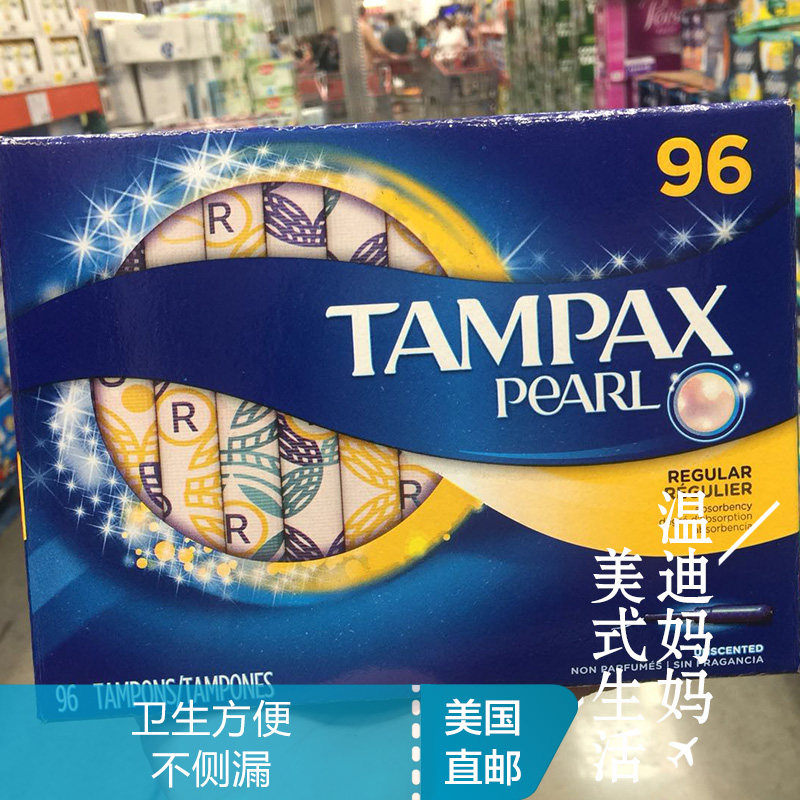 96
R
TAMPAX
PEARL
R
R
R
REGULAR
RÉGULIER
absorbency
UNSCENTED
NON PARFUMÉS | SIN FRAGANCIA
96 TAMPONS/TAMPONES
温迪妈妈
美式生活
卫生方便
不侧漏
美国
直邮